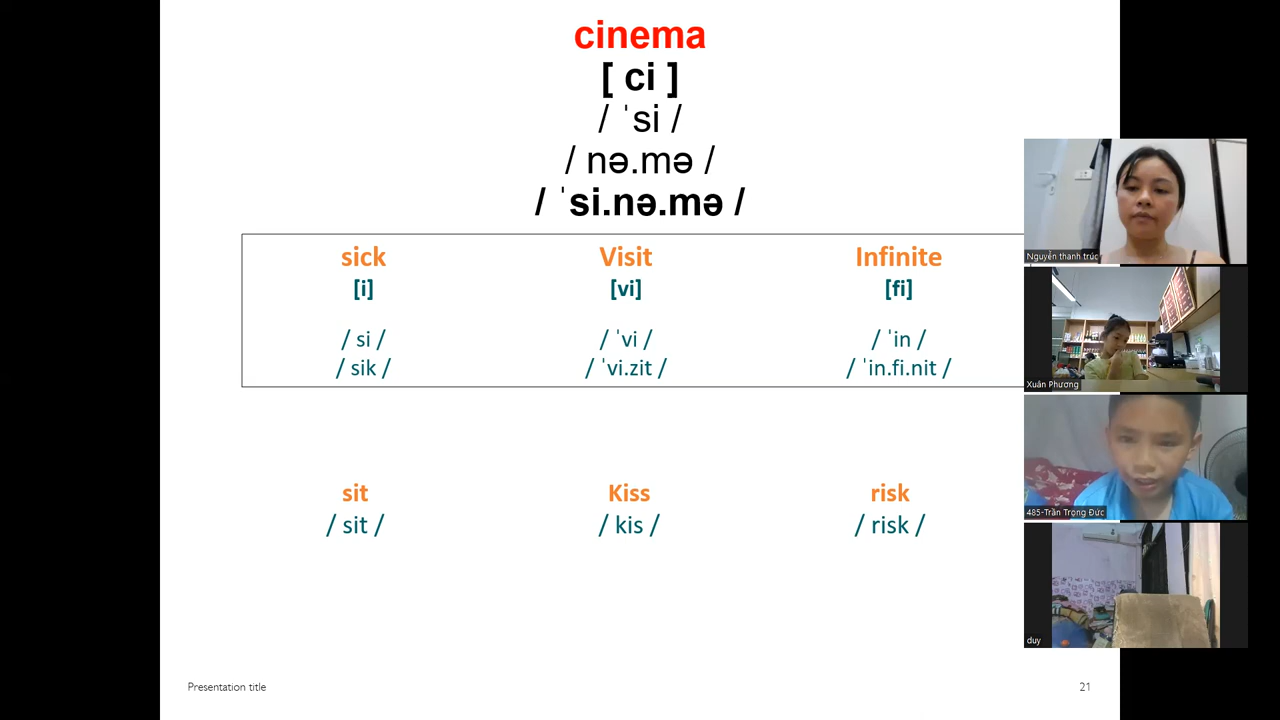 cinema
[ ci ]
/ ˈsi /
/ nə.mə /
/ ˈsi.nə.mə /
sick Visit Infinite
[i] [vi] [fi]
/ si / / ˈvi / / ˈin /
/ sik / / ˈvi.zit / / ˈin.fi.nit /
sit Kiss risk
/ sit / / kis / / risk /
Presentation title 21
Nguyễn thanh trúc
Xuân Phương
485-Trần Trọng Đức
duy